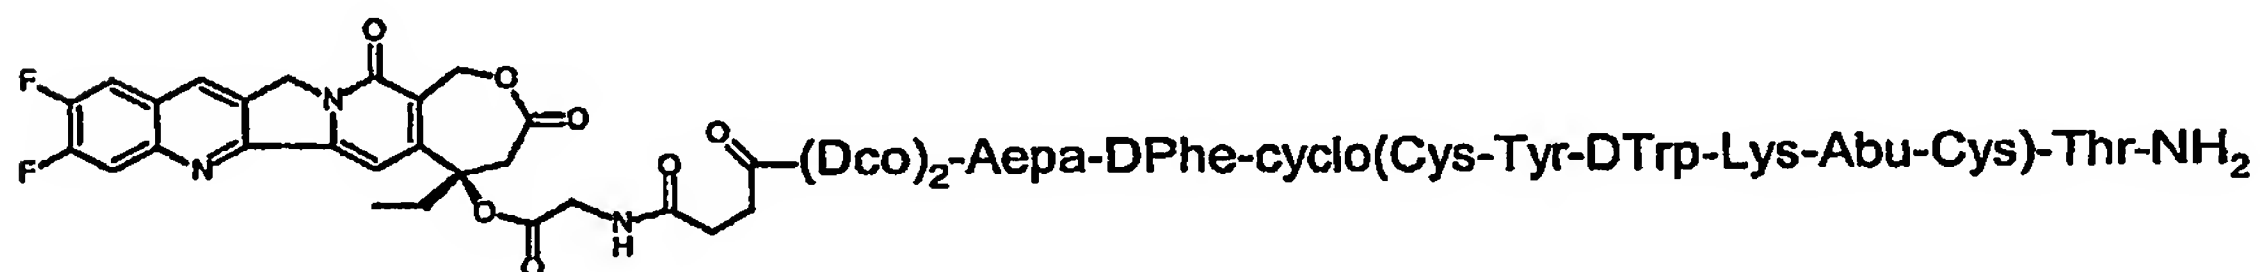 F
F
N
N
O
O
O
O
O
N
H
O
O
–(Dco)2-Aepa-DPhe-cyclo(Cys-Tyr-DTrp-Lys-Abu-Cys)-Thr-NH2